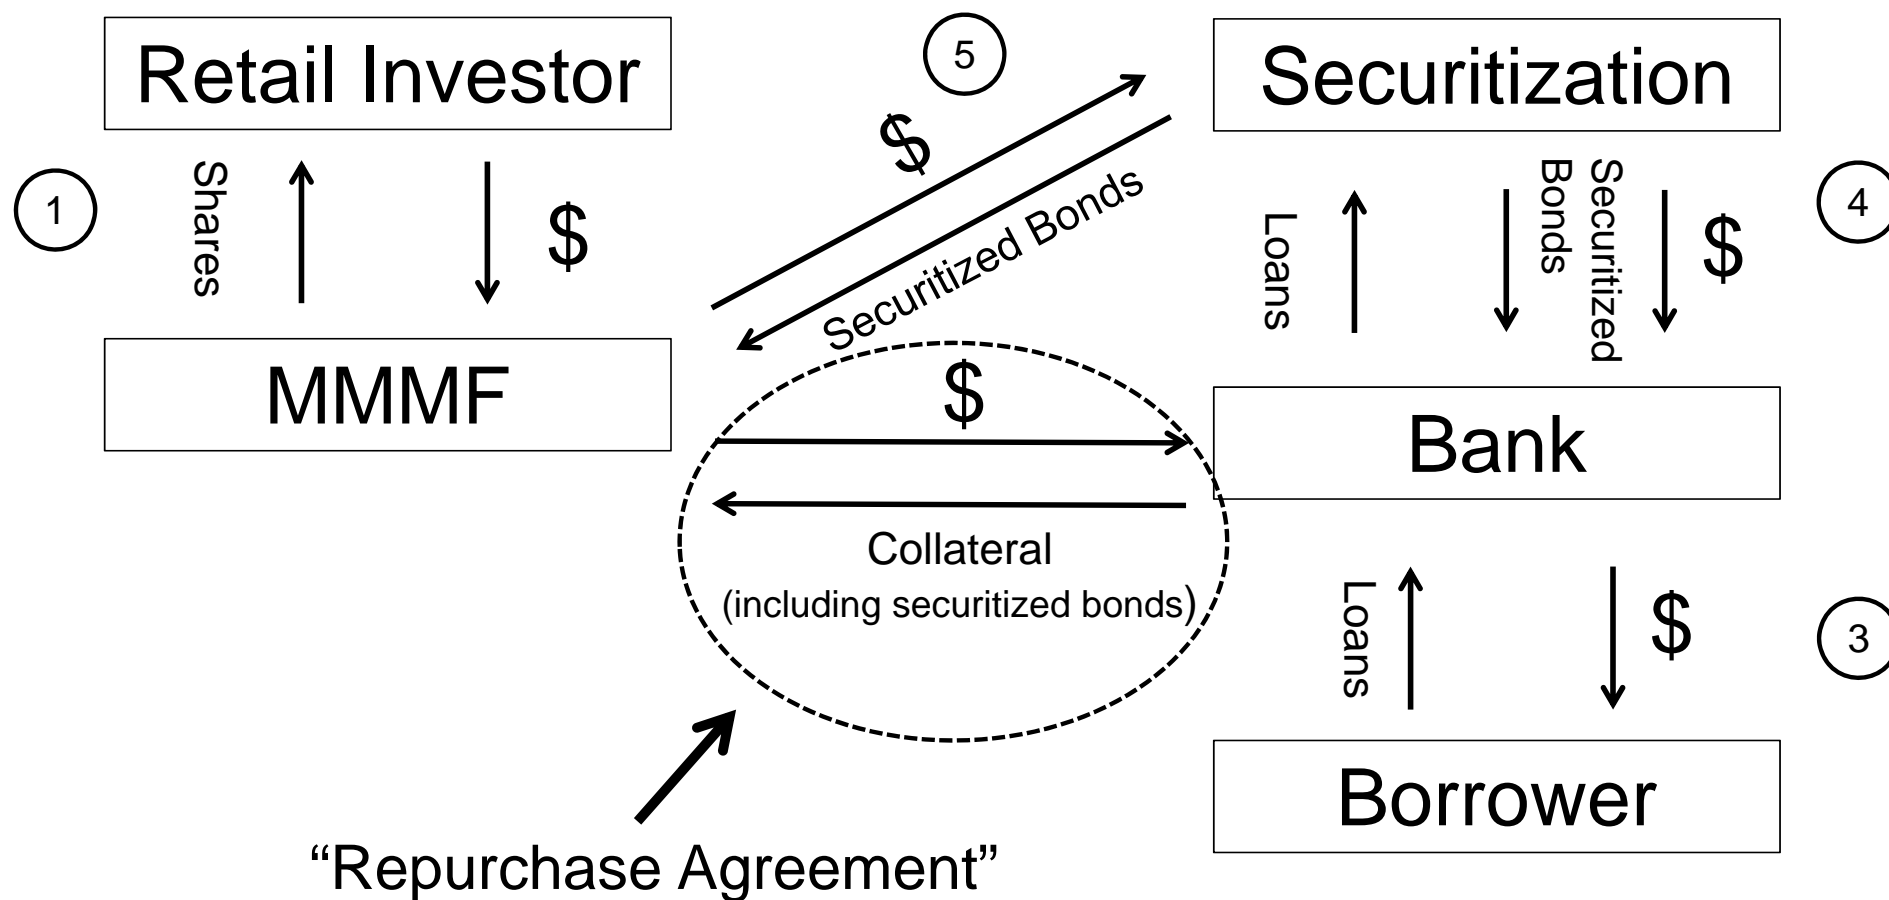 5
Retail Investor
Securitization
1
Shares
$
$
Securitized Bonds
Loans
Securitized
Bonds
$
4
MMMF
$
Bank
Collateral
(including securitized bonds)
Loans
$
3
Borrower
“Repurchase Agreement”